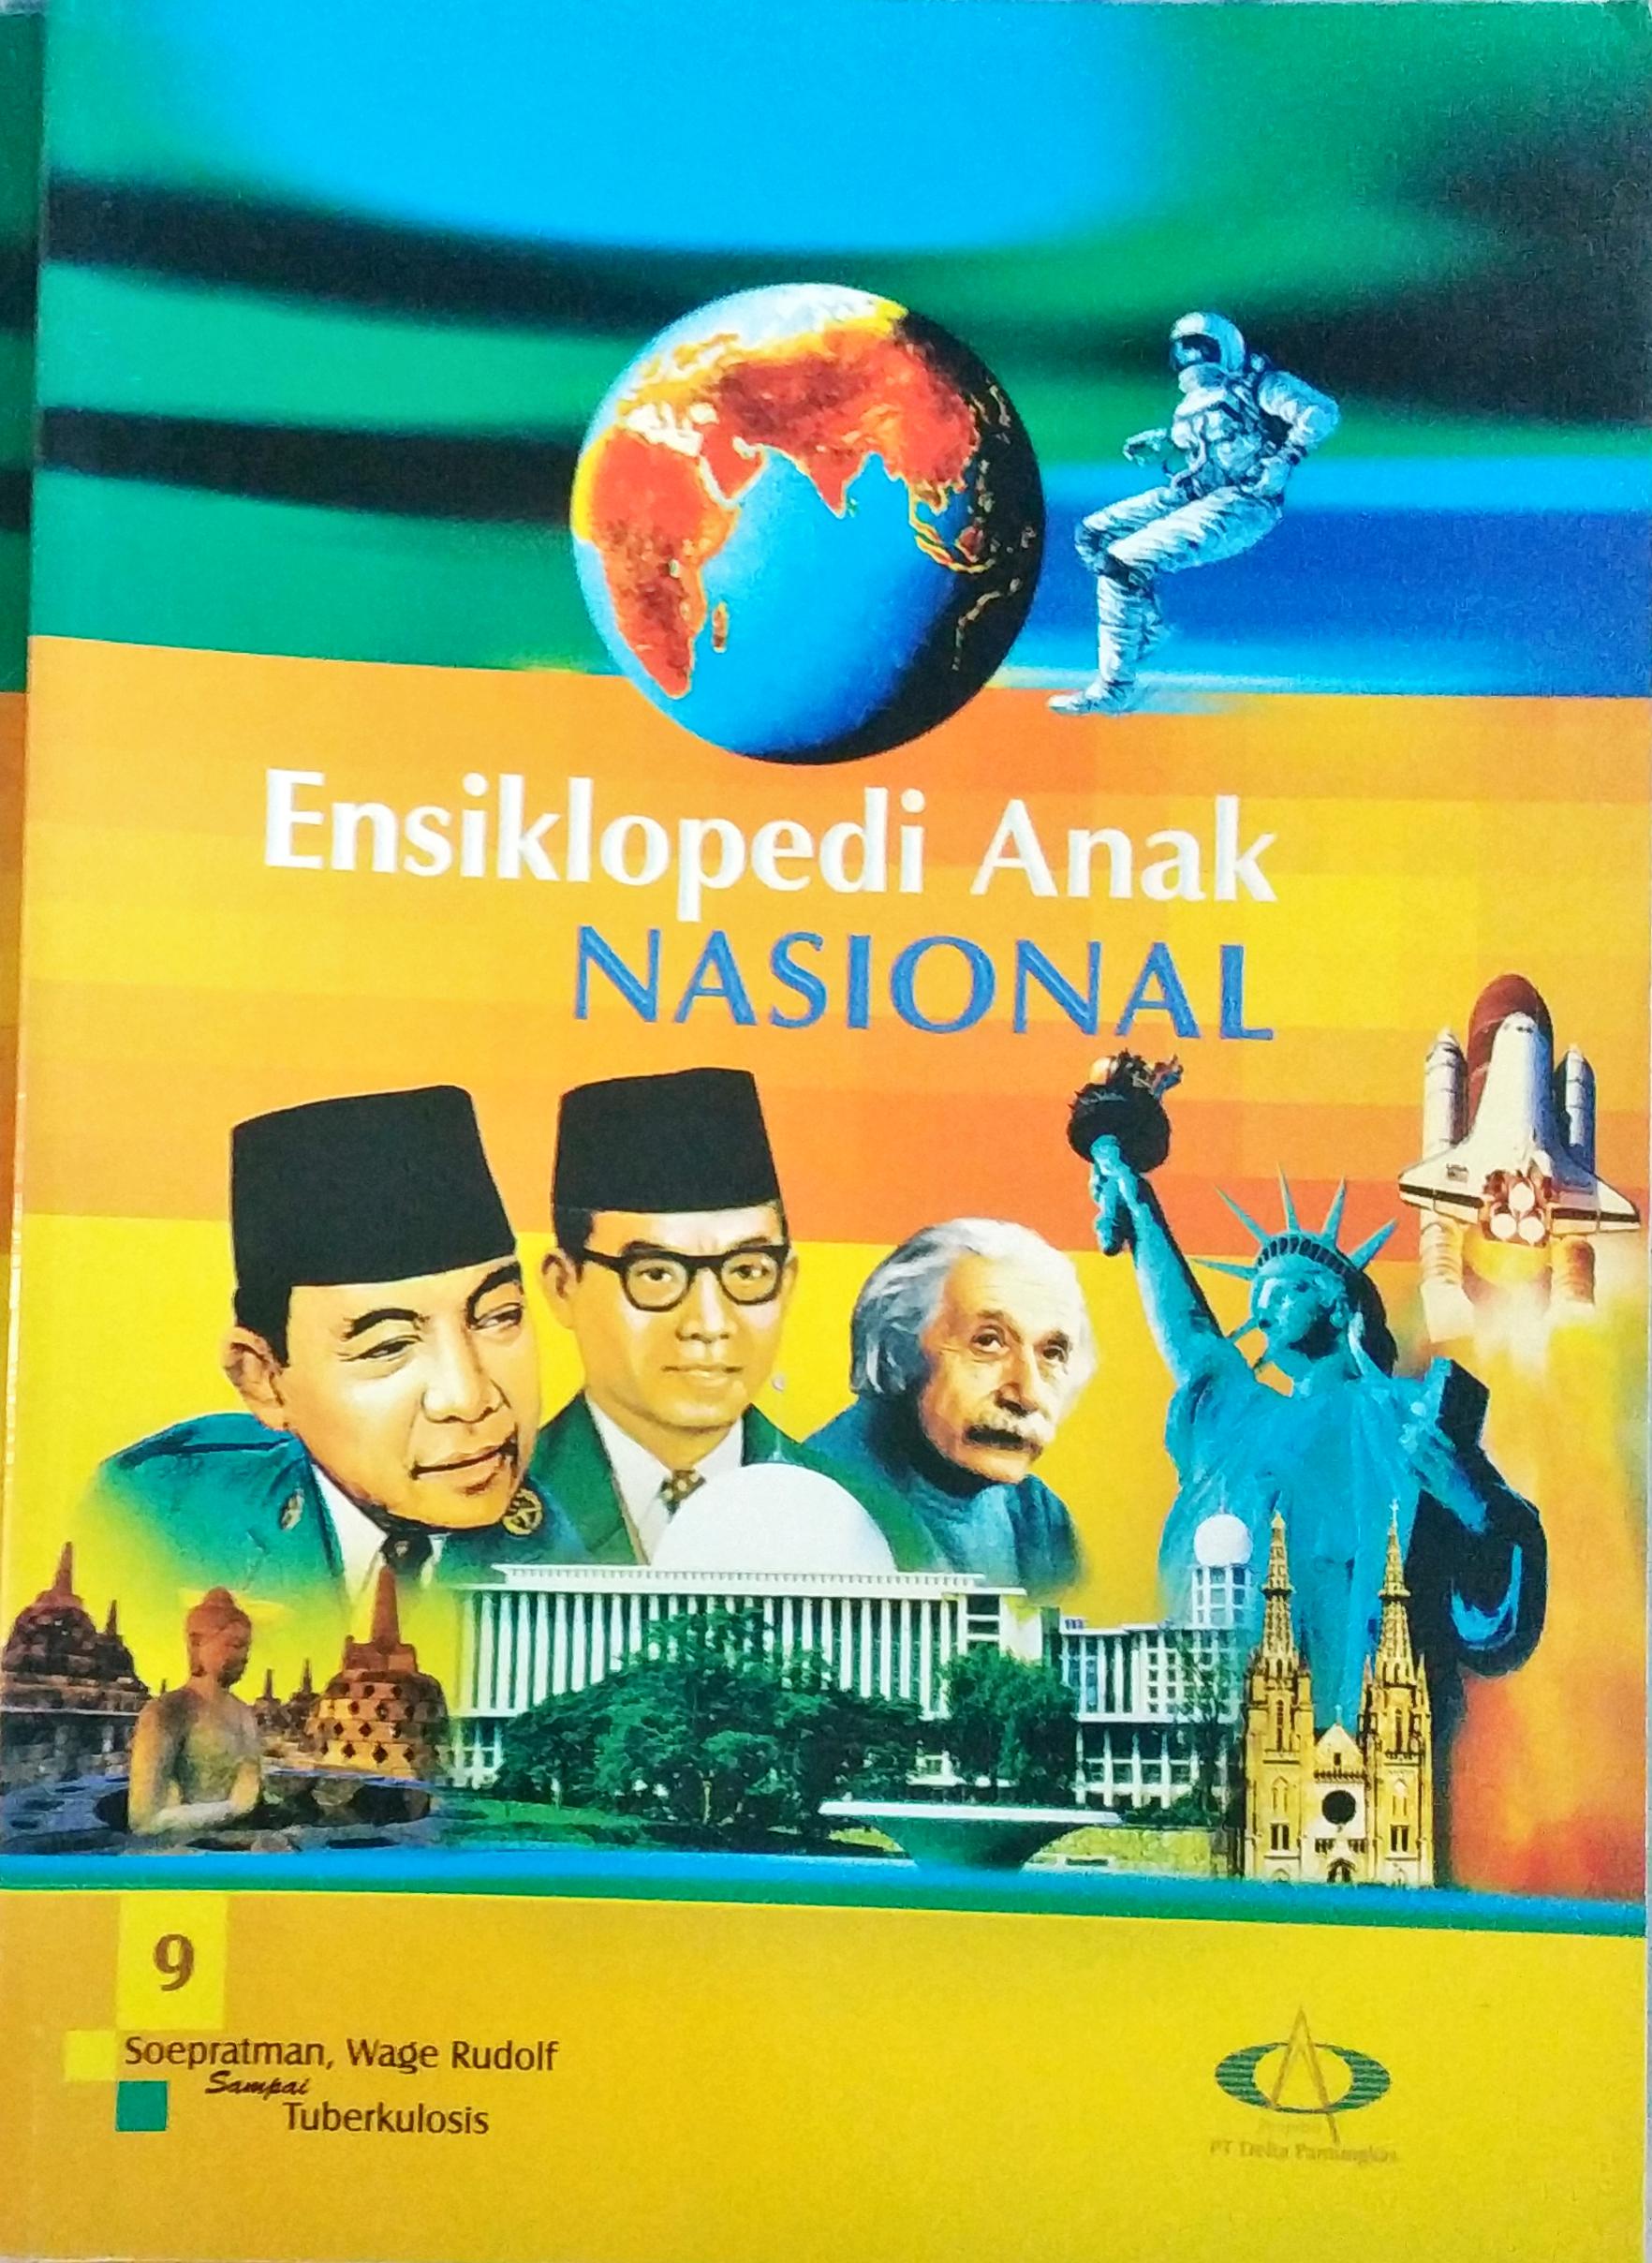 Ensiklopedi Anak
NASIONAL
9
Soepratman, Wage Rudolf
Sampai
Tuberkulosis
PT Delta Pamungkas